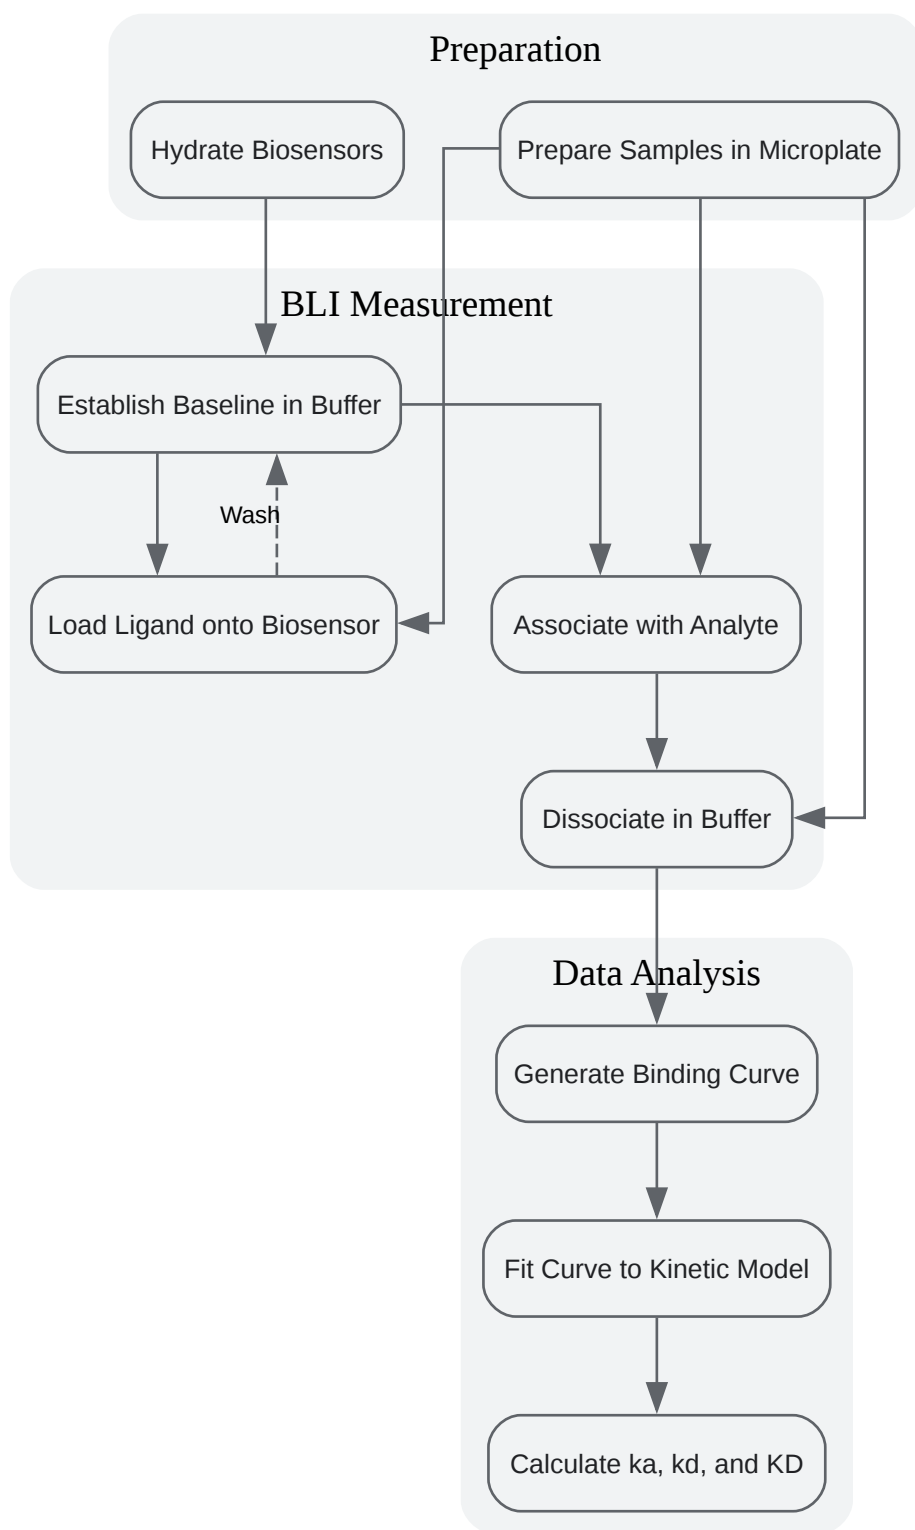 Preparation
Hydrate Biosensors
Prepare Samples in Microplate
BLI Measurement
Establish Baseline in Buffer
Wash
Load Ligand onto Biosensor
Associate with Analyte
Dissociate in Buffer
Data Analysis
Generate Binding Curve
Fit Curve to Kinetic Model
Calculate ka, kd, and KD